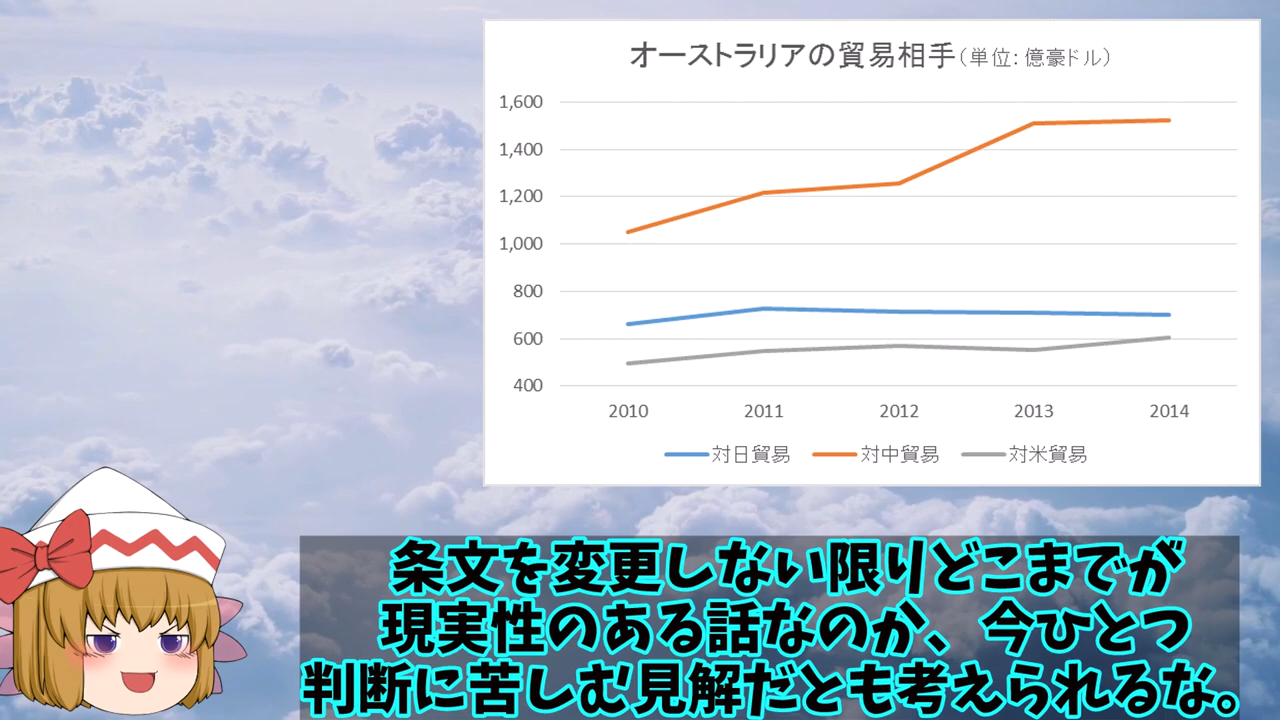 オーストラリアの貿易相手(単位: 億豪ドル)
1,600
1,400
1,200
1,000
800
600
400
2010 2011 2012 2013 2014
対日貿易 対中貿易 対米貿易
条文を変更しない限りどこまでが
現実性のある話なのか、今ひとつ
判断に苦しむ見解だとも考えられるな。